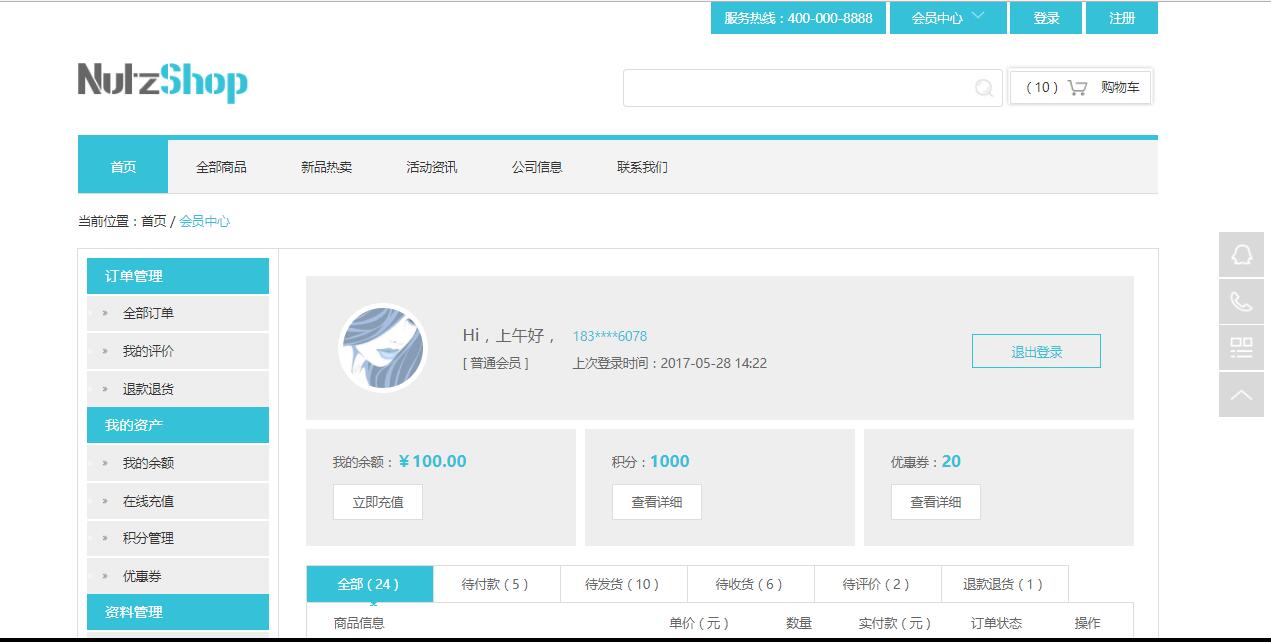 服务热线：400-000-8888 会员中心 登录 注册
NutzShop
( 10 ) 购物车
首页 全部商品 新品热卖 活动资讯 公司信息 联系我们
当前位置：首页 / 会员中心
订单管理
» 全部订单
» 我的评价
» 退款退货
我的资产
» 我的余额
» 在线充值
» 积分管理
» 优惠券
资料管理
Hi，上午好， 183****6078
[ 普通会员 ] 上次登录时间：2017-05-28 14:22
退出登录
我的余额：￥100.00
立即充值
积分：1000
查看详细
优惠券：20
查看详细
全部（24） 待付款（5） 待发货（10） 待收货（6） 待评价（2） 退款退货（1）
商品信息 单价（元） 数量 实付款（元） 订单状态 操作